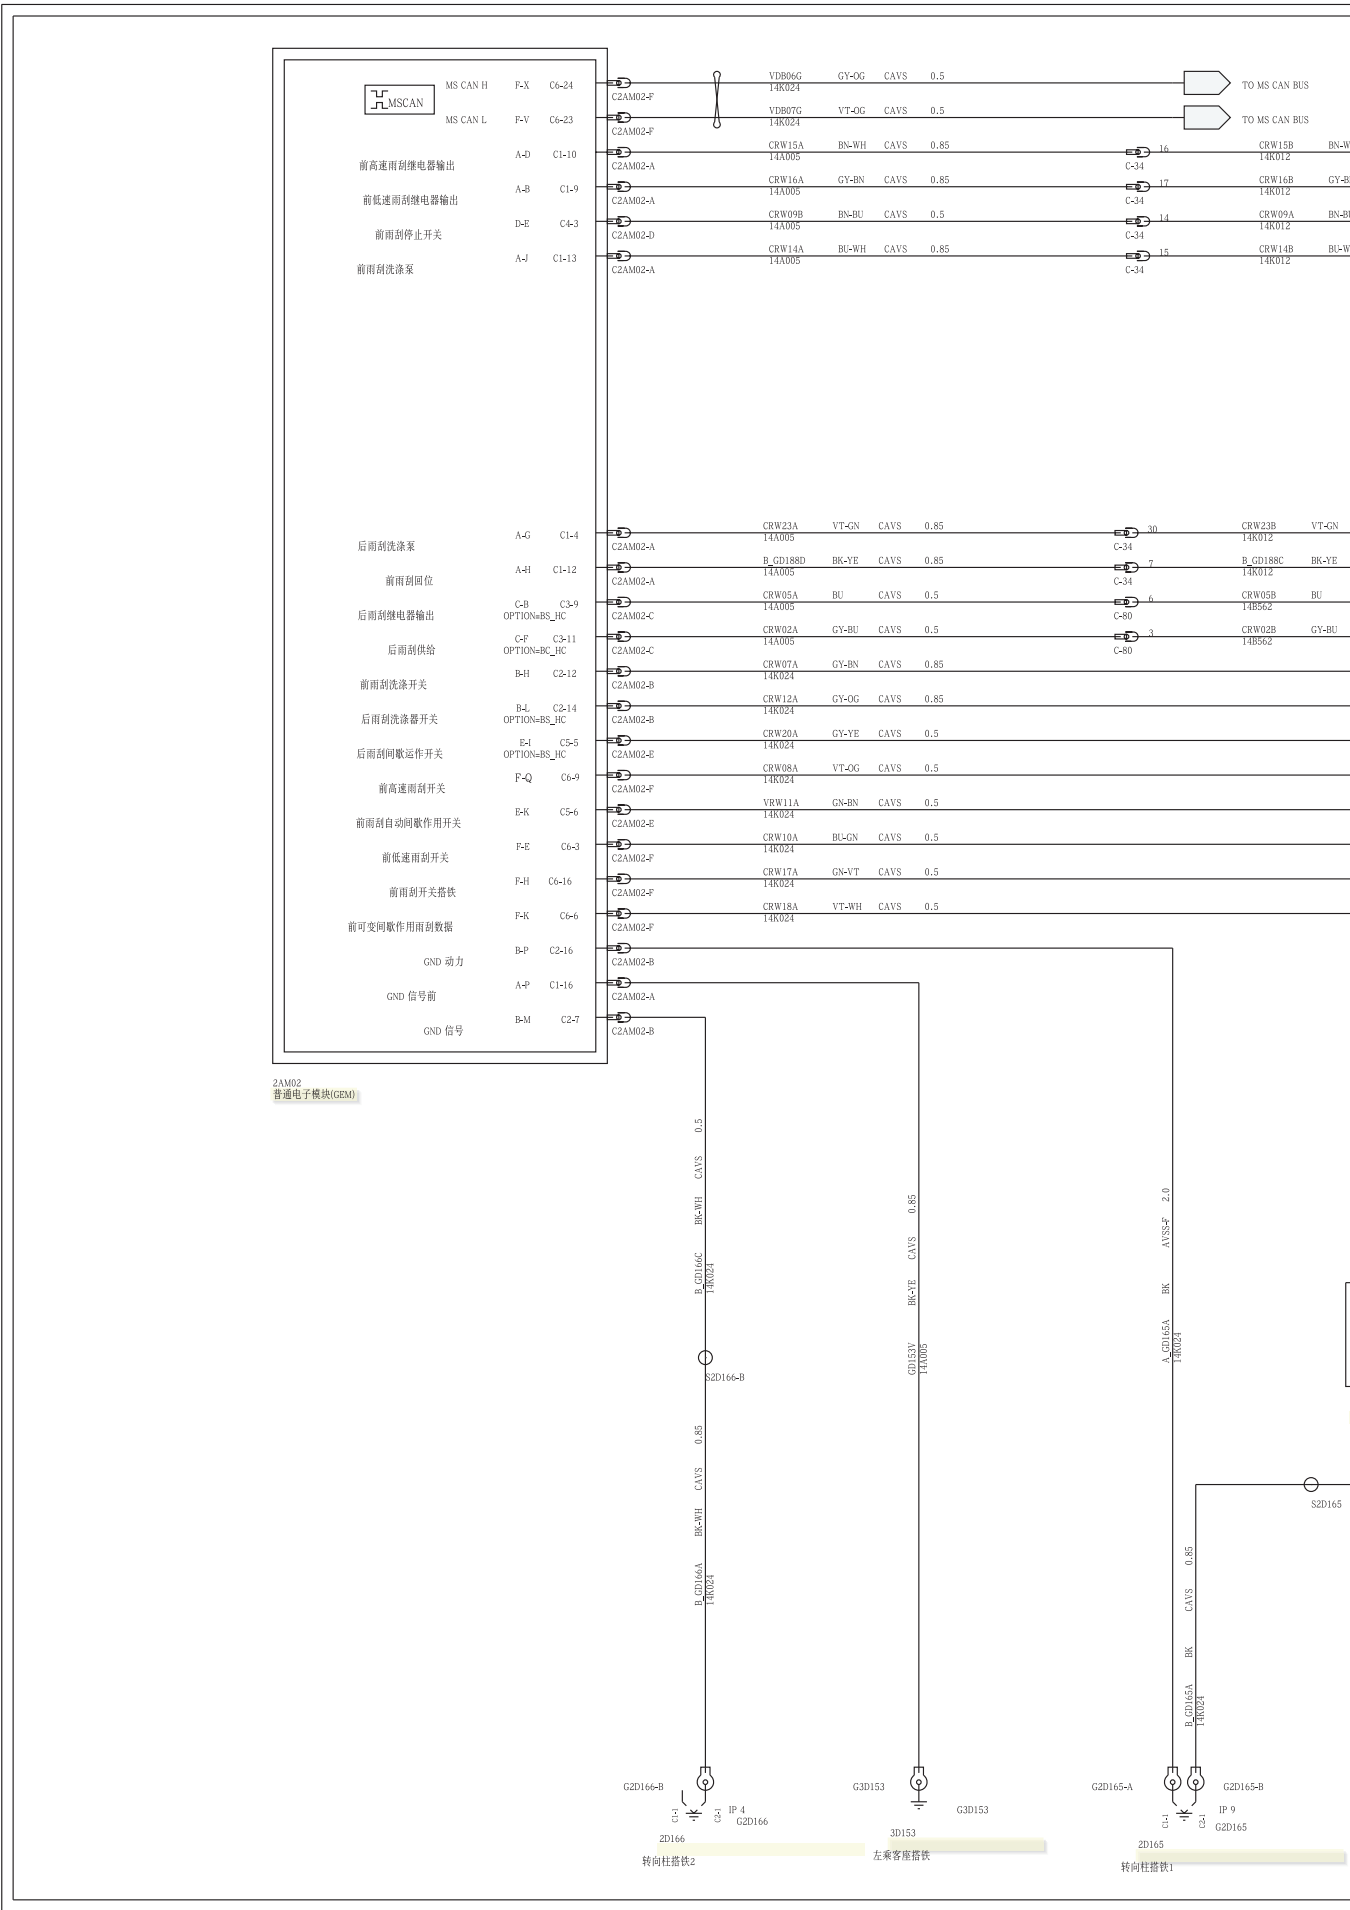 MS CAN H F-X C6-24 VDB06G GY-OG CAVS 0.5
MSCAN C2AM02-F 14K024 TO MS CAN BUS
MS CAN L F-V C6-23 VDB07G VT-OG CAVS 0.5
C2AM02-F 14K024 TO MS CAN BUS
A-D C1-10 CRW15A BN-WH CAVS 0.85 16 CRW15B BN-W
前高速雨刮继电器输出 C2AM02-A 14A005 C-34 14K012
A-B C1-9 CRW16A GY-BN CAVS 0.85 17 CRW16B GY-B
前低速雨刮继电器输出 C2AM02-A 14A005 C-34 14K012
D-E C4-3 CRW09B BN-BU CAVS 0.5 14 CRW09A BN-BU
前雨刮停止开关 C2AM02-D 14A005 C-34 14K012
A-J C1-13 CRW14A BU-WH CAVS 0.85 15 CRW14B BU-W
前雨刮洗涤泵 C2AM02-A 14A005 C-34 14K012
A-G C1-4 CRW23A VT-GN CAVS 0.85 30 CRW23B VT-GN
后雨刮洗涤泵 C2AM02-A 14A005 C-34 14K012
A-H C1-12 B_GD188D BK-YE CAVS 0.85 7 B_GD188C BK-YE
前雨刮回位 C2AM02-A 14A005 C-34 14K012
C-B C3-9 CRW05A BU CAVS 0.5 6 CRW05B BU
后雨刮继电器输出 OPTION=BS_HC C2AM02-C 14A005 C-80 14B562
C-F C3-11 CRW02A GY-BU CAVS 0.5 3 CRW02B GY-BU
后雨刮供给 OPTION=BC_HC C2AM02-C 14A005 C-80 14B562
B-H C2-12 CRW07A GY-BN CAVS 0.85
前雨刮洗涤开关 C2AM02-B 14K024
B-L C2-14 CRW12A GY-OG CAVS 0.85
后雨刮洗涤器开关 OPTION=BS_HC C2AM02-B 14K024
E-I C5-5 CRW20A GY-YE CAVS 0.5
后雨刮间歇运作开关 OPTION=BS_HC C2AM02-E 14K024
F-Q C6-9 CRW08A VT-OG CAVS 0.5
前高速雨刮开关 C2AM02-F 14K024
E-K C5-6 VRW11A GN-BN CAVS 0.5
前雨刮自动间歇作用开关 C2AM02-E 14K024
F-E C6-3 CRW10A BU-GN CAVS 0.5
前低速雨刮开关 C2AM02-F 14K024
F-H C6-16 CRW17A GN-VT CAVS 0.5
前雨刮开关搭铁 C2AM02-F 14K024
F-K C6-6 CRW18A VT-WH CAVS 0.5
前可变间歇作用雨刮数据 C2AM02-F 14K024
B-P C2-16
GND 动力 C2AM02-B
A-P C1-16
GND 信号前 C2AM02-A
B-M C2-7
GND 信号 C2AM02-B
2AM02
普通电子模块(GEM)
B_GD166C BK-WH CAVS 0.5
14K024
S2D166-B
B_GD166A BK-WH CAVS 0.85
14K024
GD153V BK-YE CAVS 0.85
14A005
A_GD165A BK AVSS-F 2.0
14K024
S2D165
B_GD165A BK CAVS 0.85
14K024
G2D166-B
C1-1 C2-1 IP 4
G2D166
2D166
转向柱搭铁2
G3D153
G3D153
3D153
左乘客座搭铁
G2D165-A G2D165-B
C1-1 C2-1 IP 9
G2D165
2D165
转向柱搭铁1